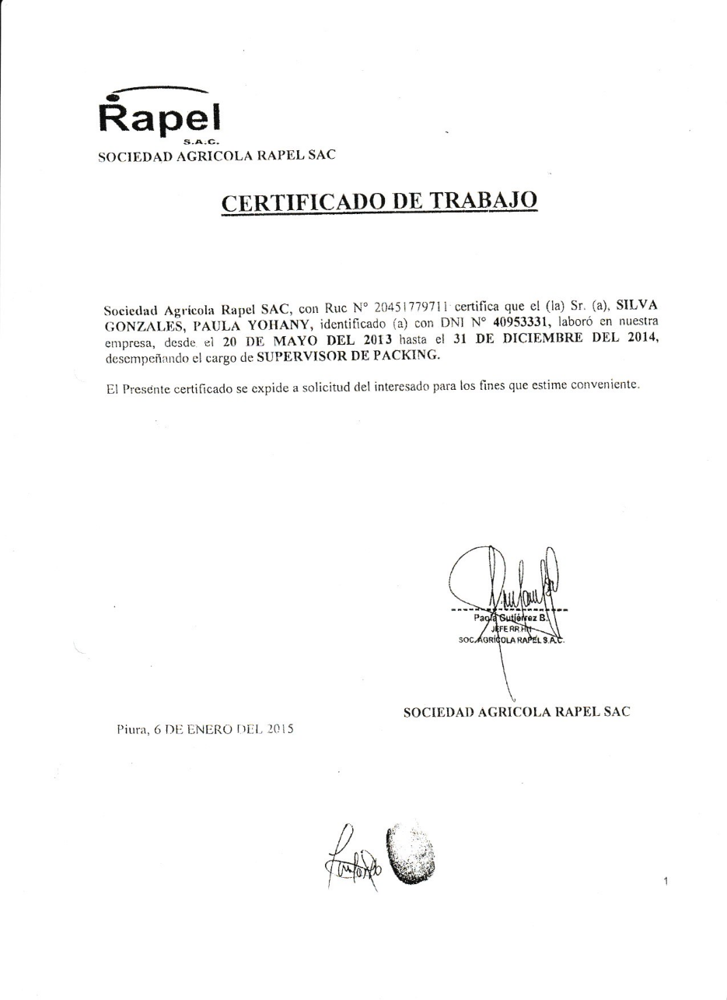 Rapel
S.A.C.
SOCIEDAD AGRICOLA RAPEL SAC
CERTIFICADO DE TRABAJO
Sociedad Agrícola Rapel SAC, con Ruc N° 20451779711 certifica que el (la) Sr. (a), SILVA
GONZALES, PAULA YOHANY, identificado (a) con DNI N° 40953331, laboró en nuestra
empresa, desde el 20 DE MAYO DEL 2013 hasta el 31 DE DICIEMBRE DEL 2014,
desempeñando el cargo de SUPERVISOR DE PACKING.
El Presente certificado se expide a solicitud del interesado para los fines que estime conveniente.
Paola Gutiérrez B.
JEFE RR.HH
SOC.AGRÍCOLA RAPEL S.A.C.
SOCIEDAD AGRICOLA RAPEL SAC
Piura, 6 DE ENERO DEL 2015
1